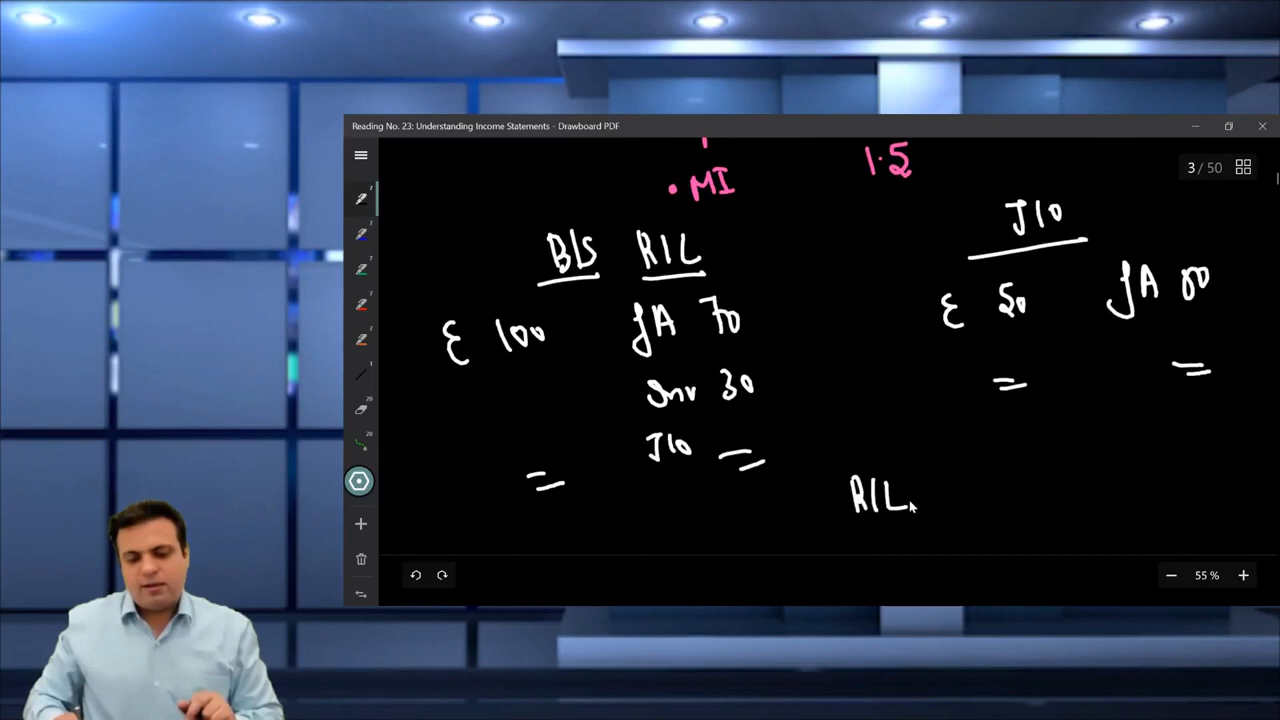 Reading No. 23: Understanding Income Statements - Drawboard PDF
3 / 50
• MI 1.5
B/S RIL
JIO
E 100 FA 70
E 50 FA
Inv 30
JIO
RIL
55 %